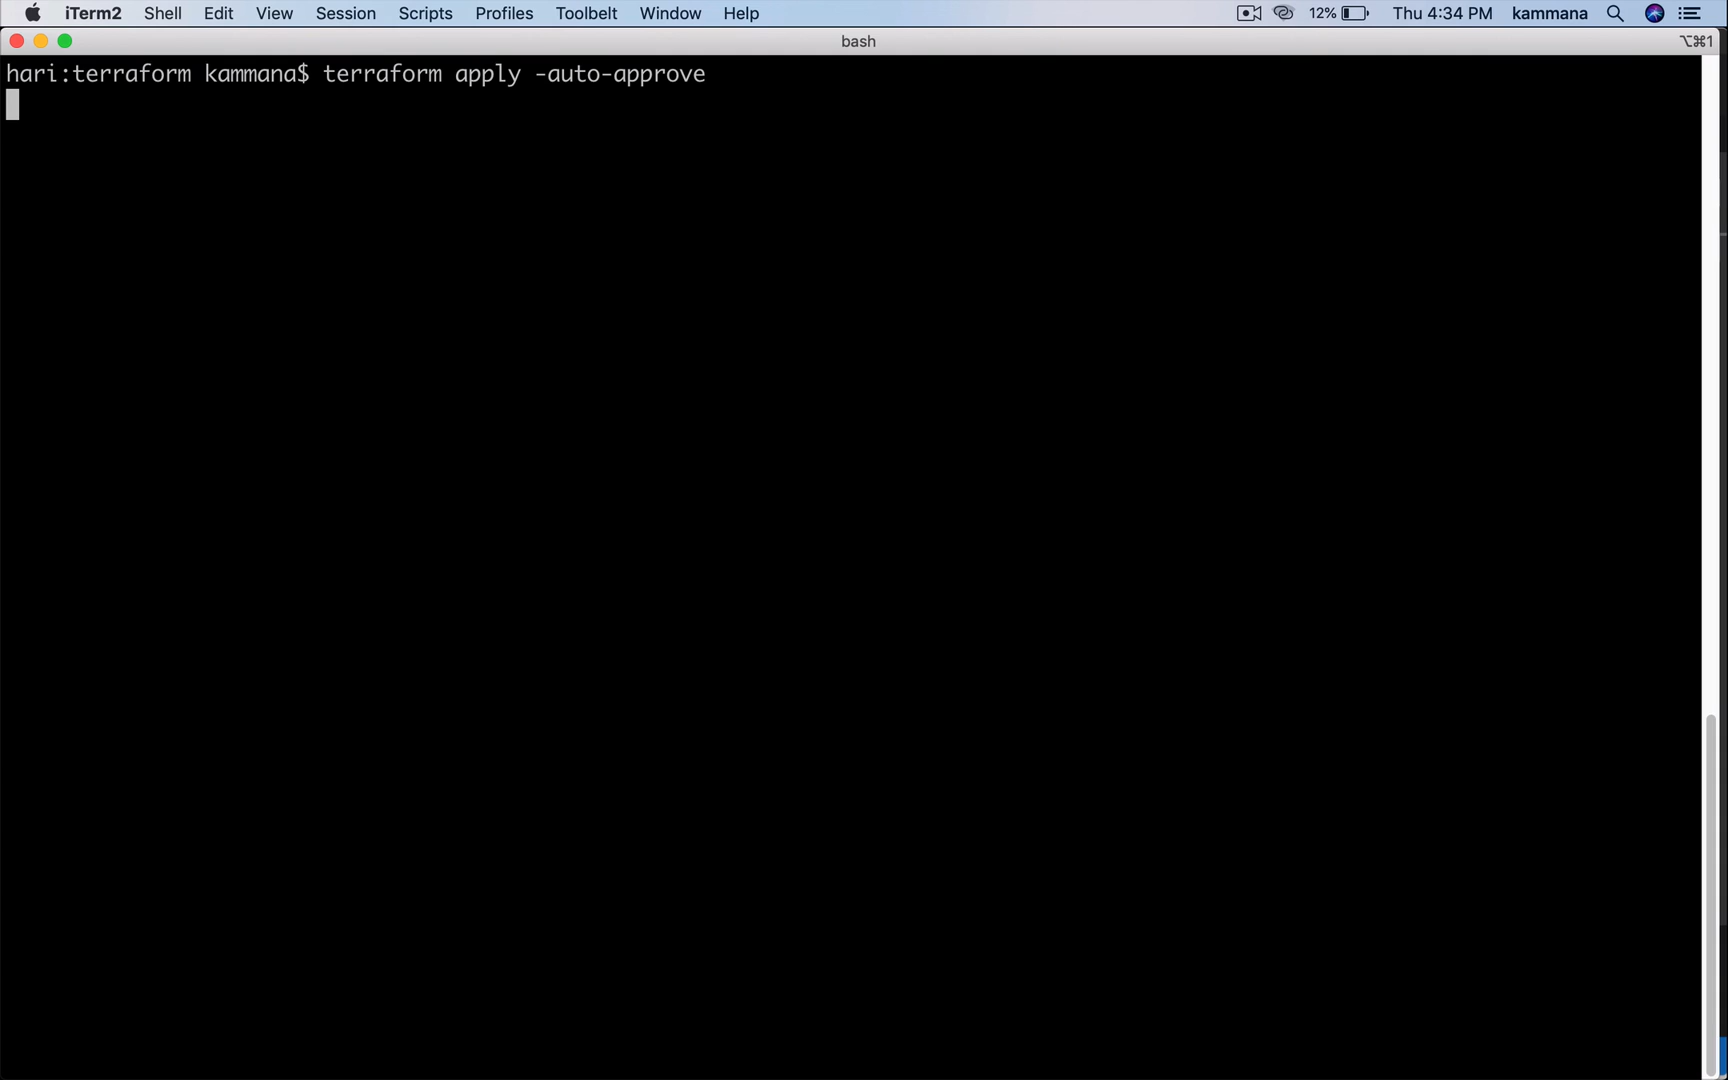 iTerm2 Shell Edit View Session Scripts Profiles Toolbelt Window Help 12% Thu 4:34 PM kammana
bash ⌥⌘1
hari:terraform kammana$ terraform apply -auto-approve